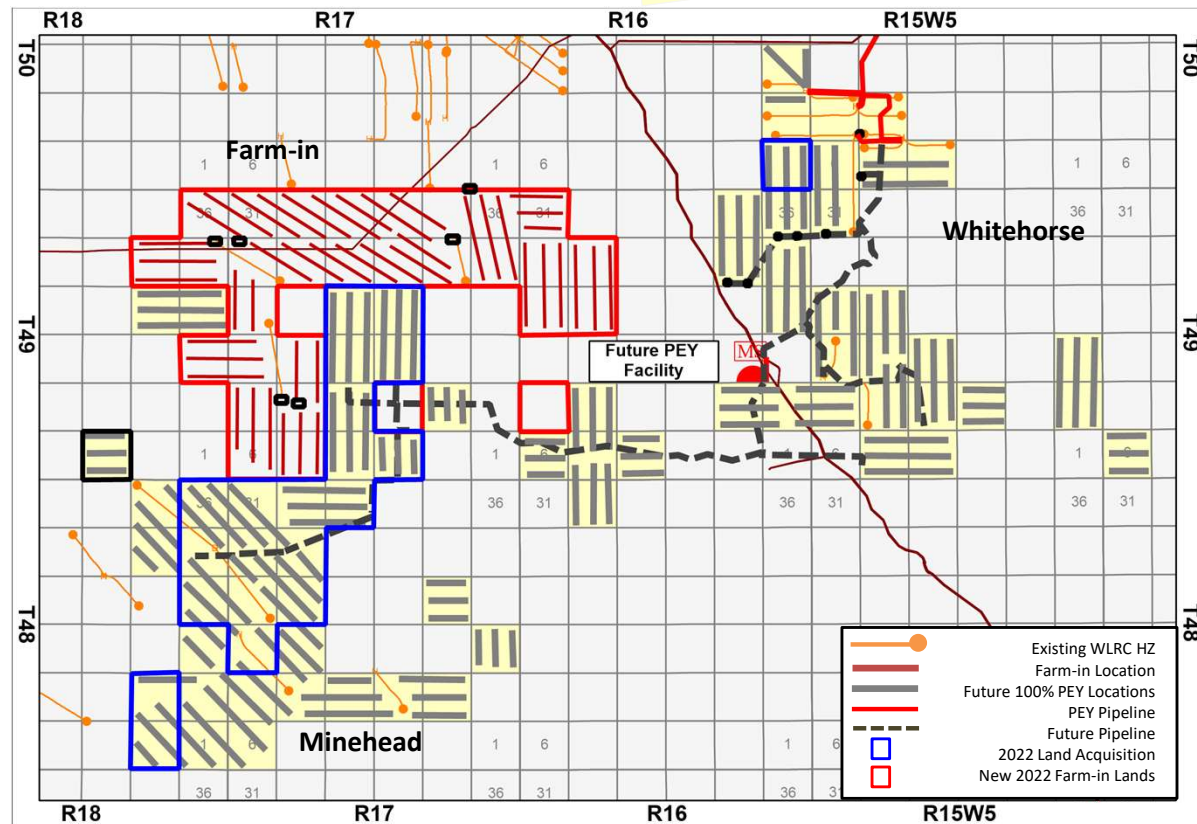 R18 R17 R16 R15W5
T50 T50
Farm-in
1 6 1 6 1 6
36 31 36 31 36 31 36 31
Whitehorse
T49 T49
Future PEY
Facility
1 6 1 6 1 6 1 6
36 31 36 31 36 31 36 31
T48 T48
Existing WLRC HZ
Farm-in Location
Future 100% PEY Locations
PEY Pipeline
Future Pipeline
2022 Land Acquisition
New 2022 Farm-in Lands
Minehead
1 6 1 6 1 6
36 31 36 31 36 31
R18 R17 R16 R15W5